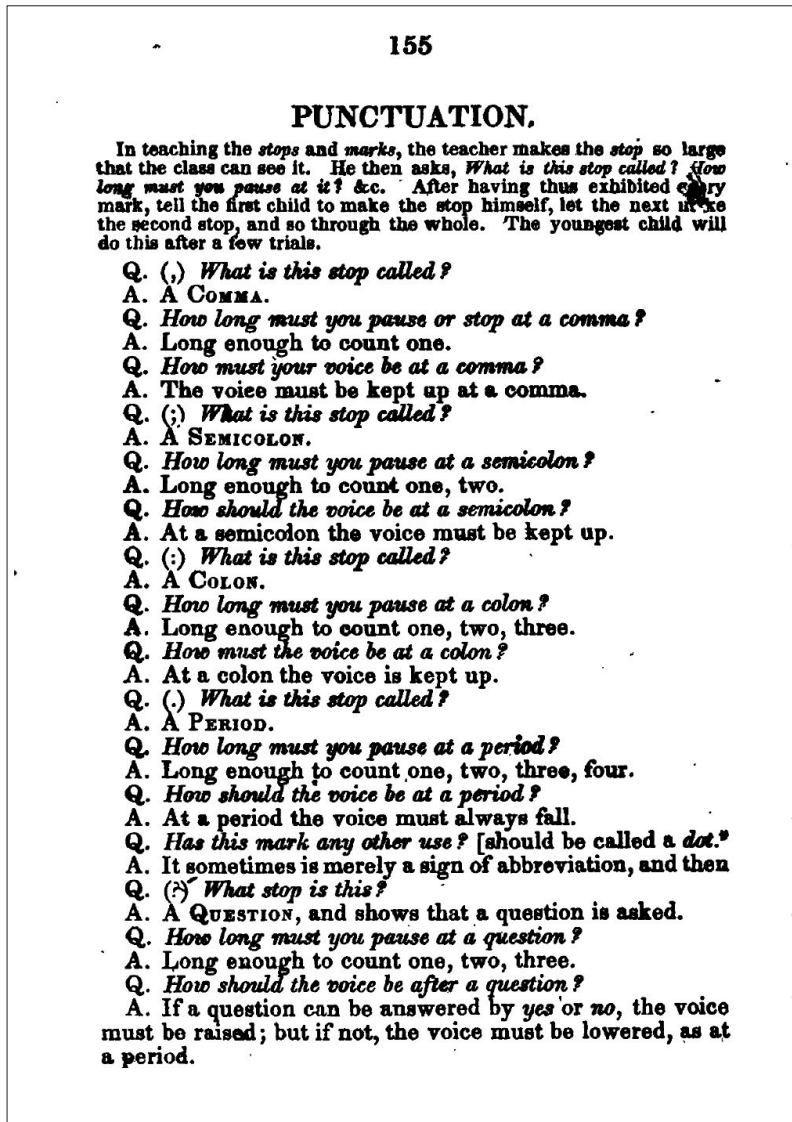 155
PUNCTUATION.
In teaching the stops and marks, the teacher makes the stop so large
that the class can see it. He then asks, What is this stop called? How
long must you pause at it? &c. After having thus exhibited every
mark, tell the first child to make the stop himself, let the next make
the second stop, and so through the whole. The youngest child will
do this after a few trials.
Q. (,) What is this stop called?
A. A COMMA.
Q. How long must you pause or stop at a comma?
A. Long enough to count one.
Q. How must your voice be at a comma?
A. The voice must be kept up at a comma.
Q. (;) What is this stop called?
A. A SEMICOLON.
Q. How long must you pause at a semicolon?
A. Long enough to count one, two.
Q. How should the voice be at a semicolon?
A. At a semicolon the voice must be kept up.
Q. (:) What is this stop called?
A. A COLON.
Q. How long must you pause at a colon?
A. Long enough to count one, two, three.
Q. How must the voice be at a colon?
A. At a colon the voice is kept up.
Q. (.) What is this stop called?
A. A PERIOD.
Q. How long must you pause at a period?
A. Long enough to count one, two, three, four.
Q. How should the voice be at a period?
A. At a period the voice must always fall.
Q. Has this mark any other use? [should be called a dot.*
A. It sometimes is merely a sign of abbreviation, and then
Q. (?) What stop is this?
A. A QUESTION, and shows that a question is asked.
Q. How long must you pause at a question?
A. Long enough to count one, two, three.
Q. How should the voice be after a question?
A. If a question can be answered by yes or no, the voice
must be raised; but if not, the voice must be lowered, as at
a period.